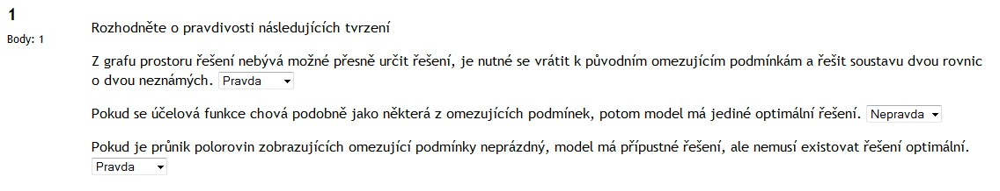 1
Body: 1
Rozhodněte o pravdivosti následujících tvrzení
Z grafu prostoru řešení nebývá možné přesně určit řešení, je nutné se vrátit k původním omezujícím podmínkám a řešit soustavu dvou rovnic
o dvou neznámých. Pravda
Pokud se účelová funkce chová podobně jako některá z omezujících podmínek, potom model má jediné optimální řešení. Nepravda
Pokud je průnik polorovin zobrazujících omezující podmínky neprázdný, model má přípustné řešení, ale nemusí existovat řešení optimální.
Pravda